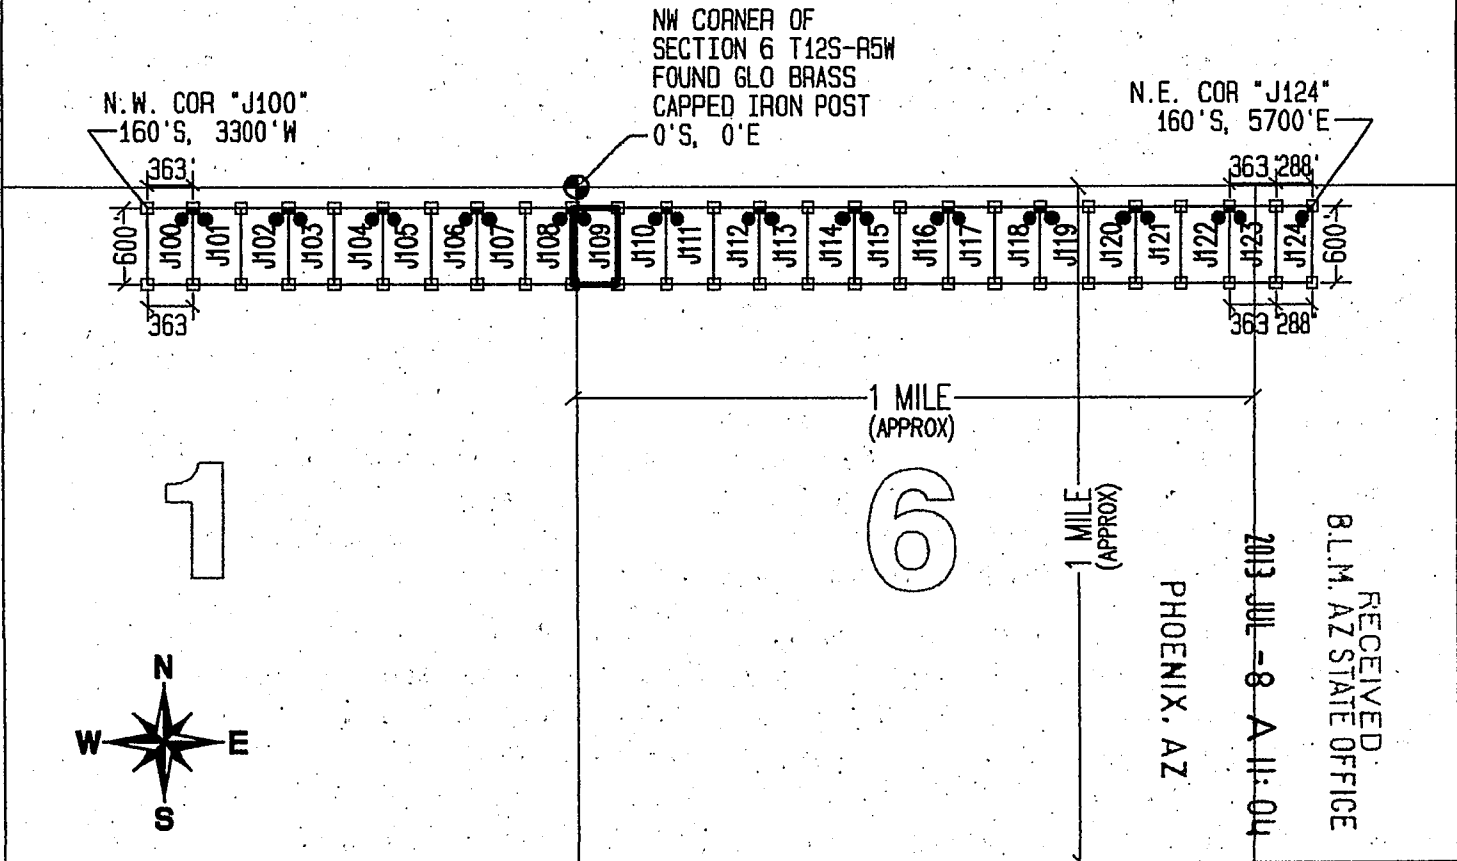 NW CORNER OF
SECTION 6 T12S-R5W
FOUND GLO BRASS
CAPPED IRON POST
0'S, 0'E
N.W. COR "J100"
160'S, 3300'W
N.E. COR "J124"
160'S, 5700'E
363'
363' 288'
600'
J100
J101
J102
J103
J104
J105
J106
J107
J108
J109
J110
J111
J112
J113
J114
J115
J116
J117
J118
J119
J120
J121
J122
J123
J124
600'
363'
363' 288'
1 MILE
(APPROX)
1
6
1 MILE
(APPROX)
RECEIVED
B.L.M. AZ STATE OFFICE
2013 JUL -8 A 11:04
PHOENIX, AZ
N
W
E
S